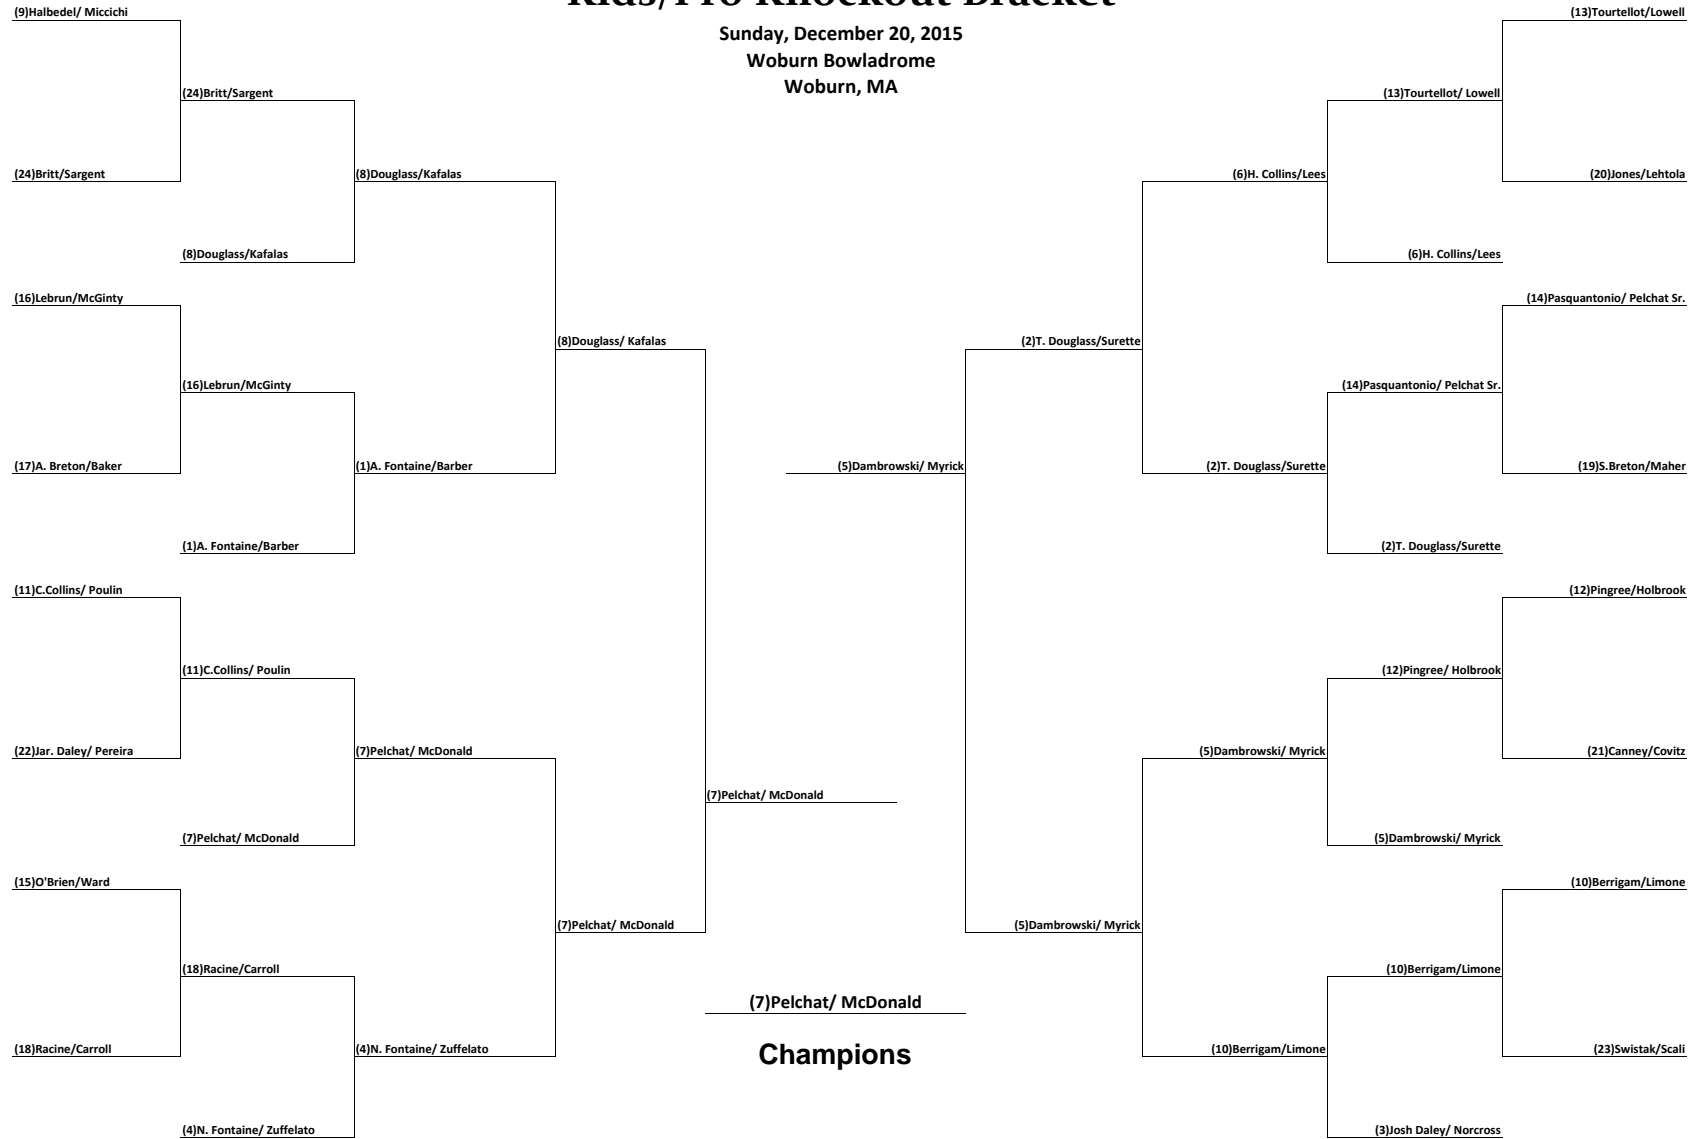 Kids/Pro Knockout Bracket
Sunday, December 20, 2015
Woburn Bowladrome
Woburn, MA
(9)Halbedel/ Miccichi
(24)Britt/Sargent
(24)Britt/Sargent
(8)Douglass/Kafalas
(8)Douglass/Kafalas
(16)Lebrun/McGinty
(8)Douglass/ Kafalas
(16)Lebrun/McGinty
(17)A. Breton/Baker
(1)A. Fontaine/Barber
(1)A. Fontaine/Barber
(11)C.Collins/ Poulin
(11)C.Collins/ Poulin
(22)Jar. Daley/ Pereira
(7)Pelchat/ McDonald
(7)Pelchat/ McDonald
(7)Pelchat/ McDonald
(15)O'Brien/Ward
(7)Pelchat/ McDonald
(18)Racine/Carroll
(18)Racine/Carroll
(4)N. Fontaine/ Zuffelato
(4)N. Fontaine/ Zuffelato
(13)Tourtellot/Lowell
(13)Tourtellot/ Lowell
(6)H. Collins/Lees
(20)Jones/Lehtola
(6)H. Collins/Lees
(14)Pasquantonio/ Pelchat Sr.
(2)T. Douglass/Surette
(14)Pasquantonio/ Pelchat Sr.
(5)Dambrowski/ Myrick
(2)T. Douglass/Surette
(19)S.Breton/Maher
(2)T. Douglass/Surette
(12)Pingree/Holbrook
(12)Pingree/ Holbrook
(5)Dambrowski/ Myrick
(21)Canney/Covitz
(5)Dambrowski/ Myrick
(10)Berrigam/Limone
(5)Dambrowski/ Myrick
(10)Berrigam/Limone
(10)Berrigam/Limone
(23)Swistak/Scali
(3)Josh Daley/ Norcross
(7)Pelchat/ McDonald
Champions